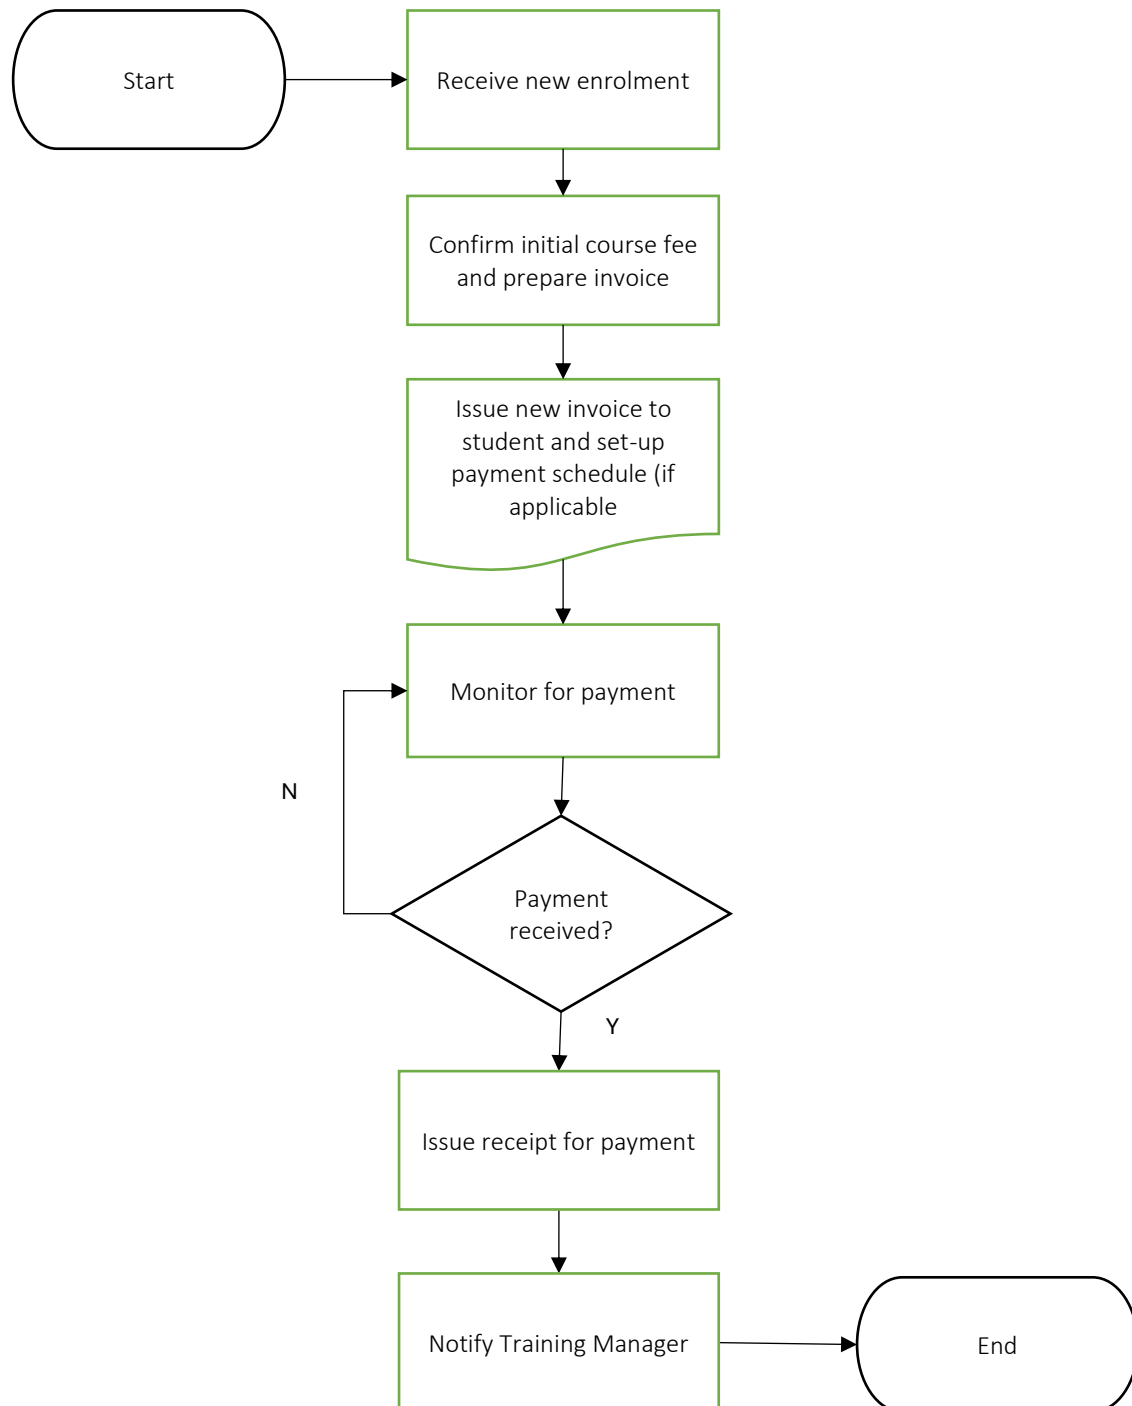 Start
Receive new enrolment
Confirm initial course fee
and prepare invoice
Issue new invoice to
student and set-up
payment schedule (if
applicable
Monitor for payment
N
Payment
received?
Y
Issue receipt for payment
Notify Training Manager
End